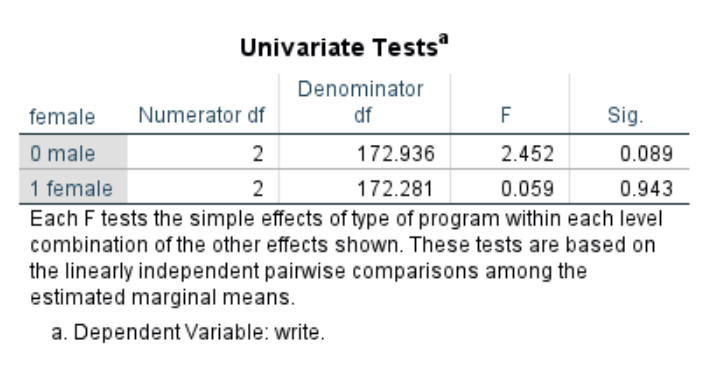 Univariate Testsa
female Numerator df Denominator df F Sig.
0 male 2 172.936 2.452 0.089
1 female 2 172.281 0.059 0.943
Each F tests the simple effects of type of program within each level
combination of the other effects shown. These tests are based on
the linearly independent pairwise comparisons among the
estimated marginal means.
a. Dependent Variable: write.